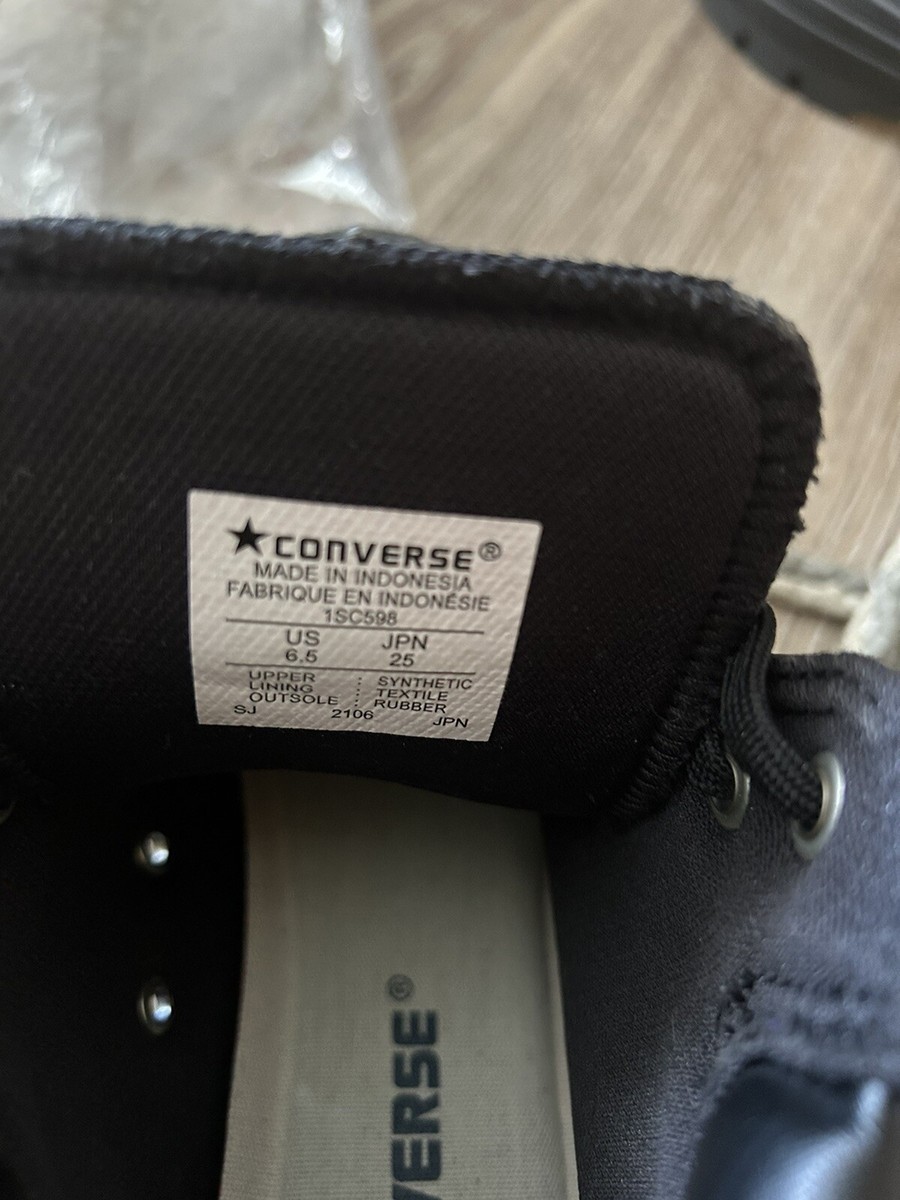 ★CONVERSE®
MADE IN INDONESIA
FABRIQUE EN INDONÉSIE
1SC598
US JPN
6.5 25
UPPER : SYNTHETIC
LINING : TEXTILE
OUTSOLE : RUBBER
SJ 2106 JPN
VERSE®